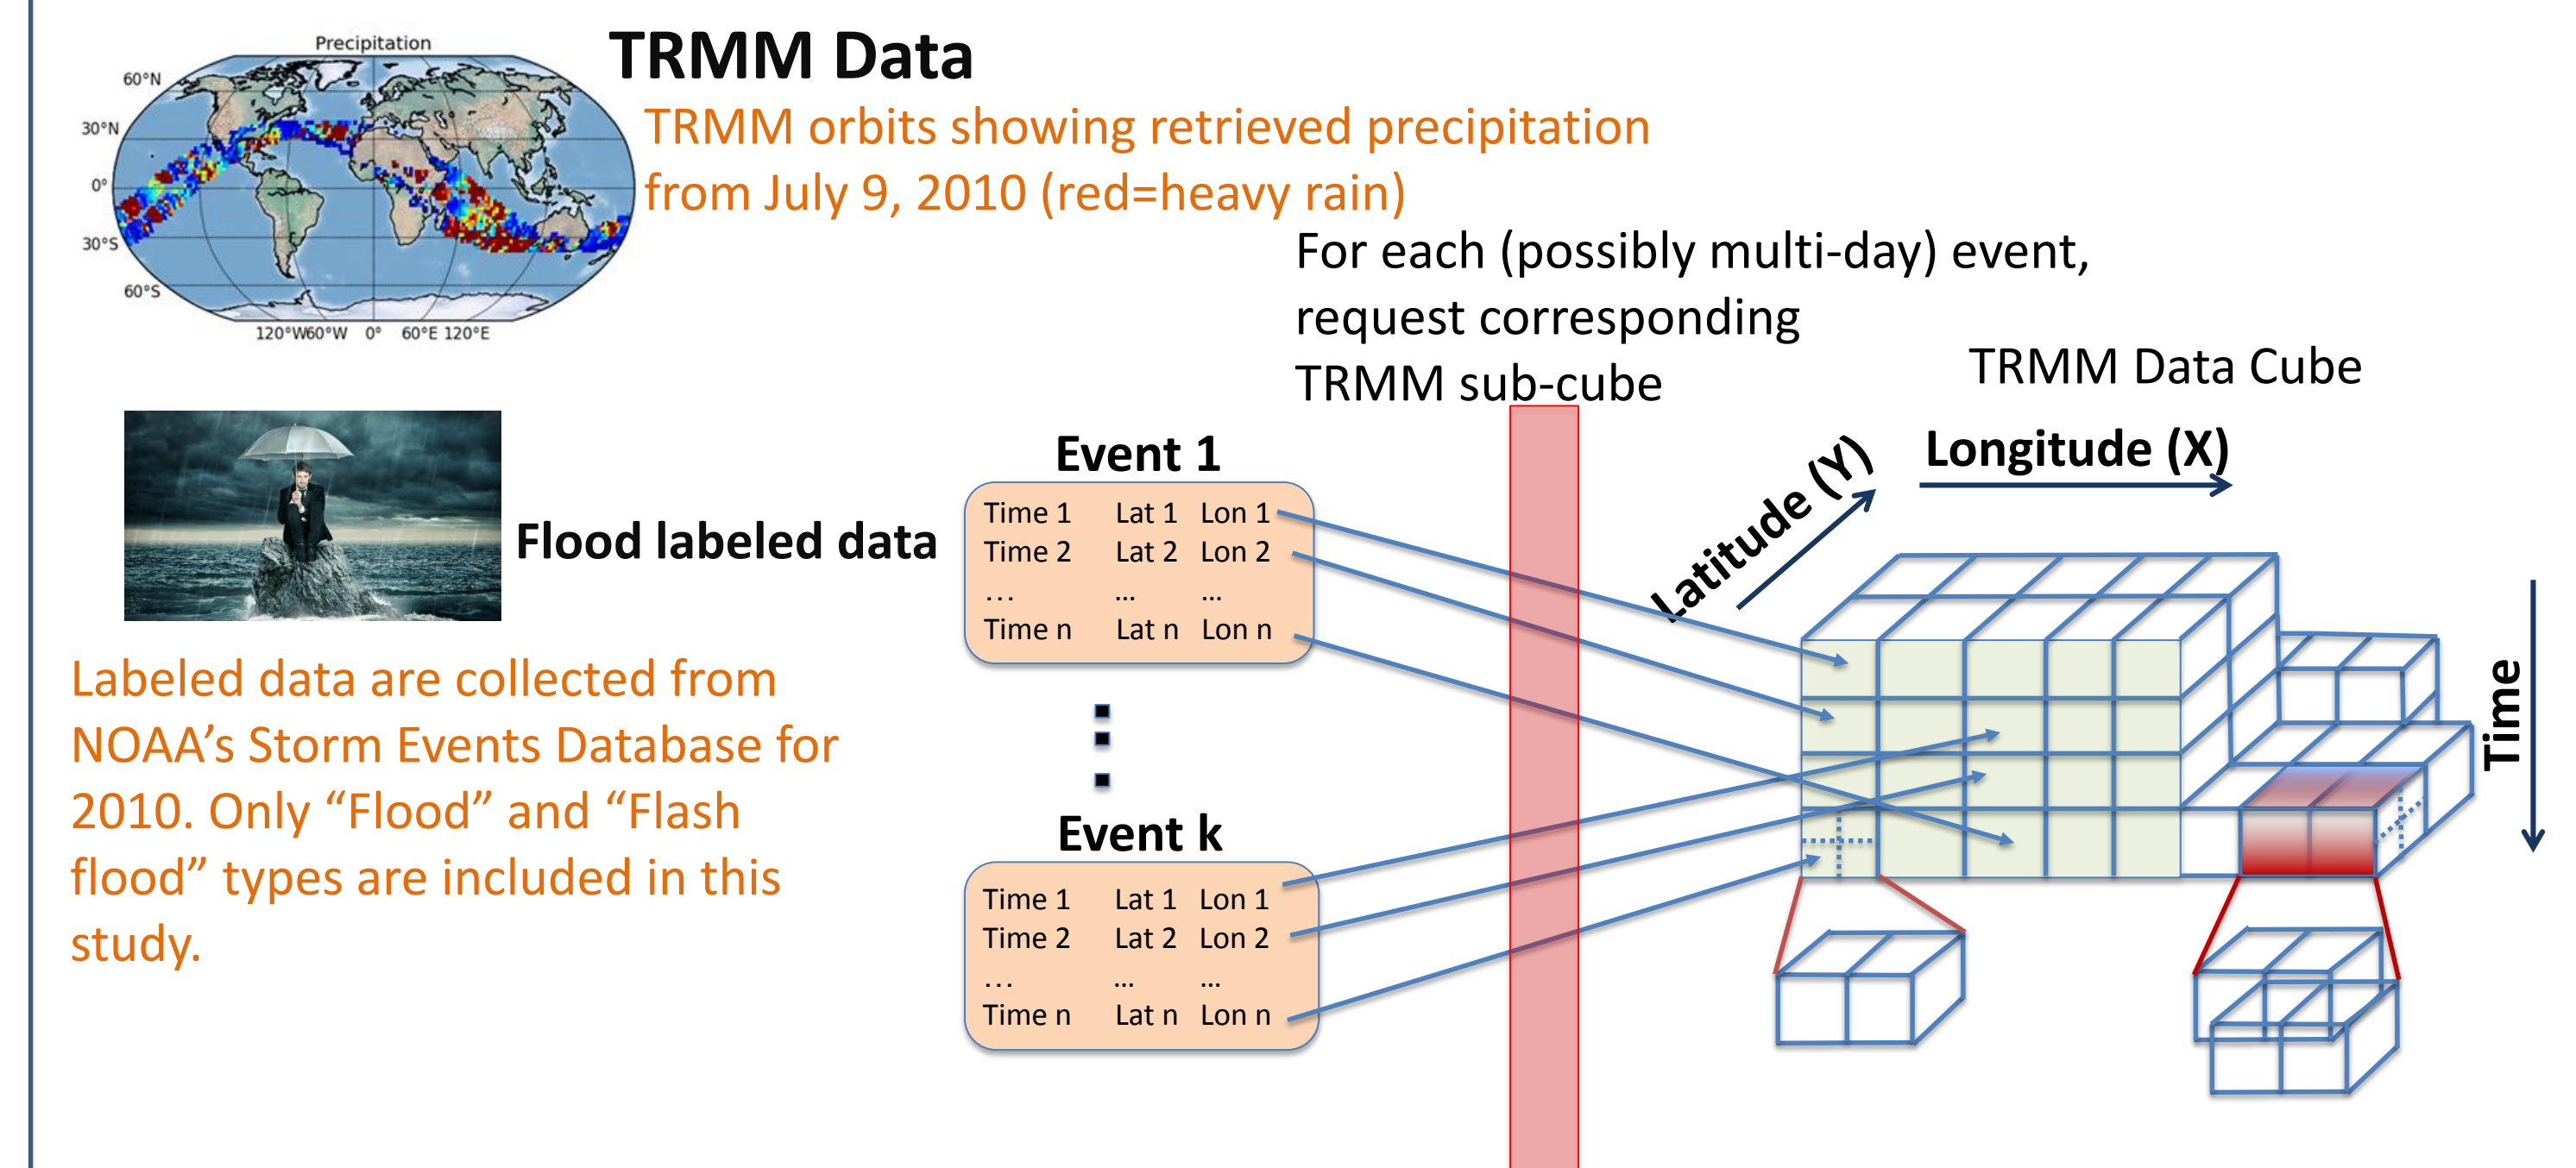 Precipitation
60°N
30°N
0°
30°S
60°S
120°W60°W 0° 60°E 120°E
TRMM Data
TRMM orbits showing retrieved precipitation
from July 9, 2010 (red=heavy rain)
For each (possibly multi-day) event,
request corresponding
TRMM sub-cube
TRMM Data Cube
Longitude (X)
Latitude (Y)
Time
Flood labeled data
Labeled data are collected from
NOAA’s Storm Events Database for
2010. Only “Flood” and “Flash
flood” types are included in this
study.
Event 1
Time 1 Lat 1 Lon 1
Time 2 Lat 2 Lon 2
... ... ...
Time n Lat n Lon n
Event k
Time 1 Lat 1 Lon 1
Time 2 Lat 2 Lon 2
... ... ...
Time n Lat n Lon n